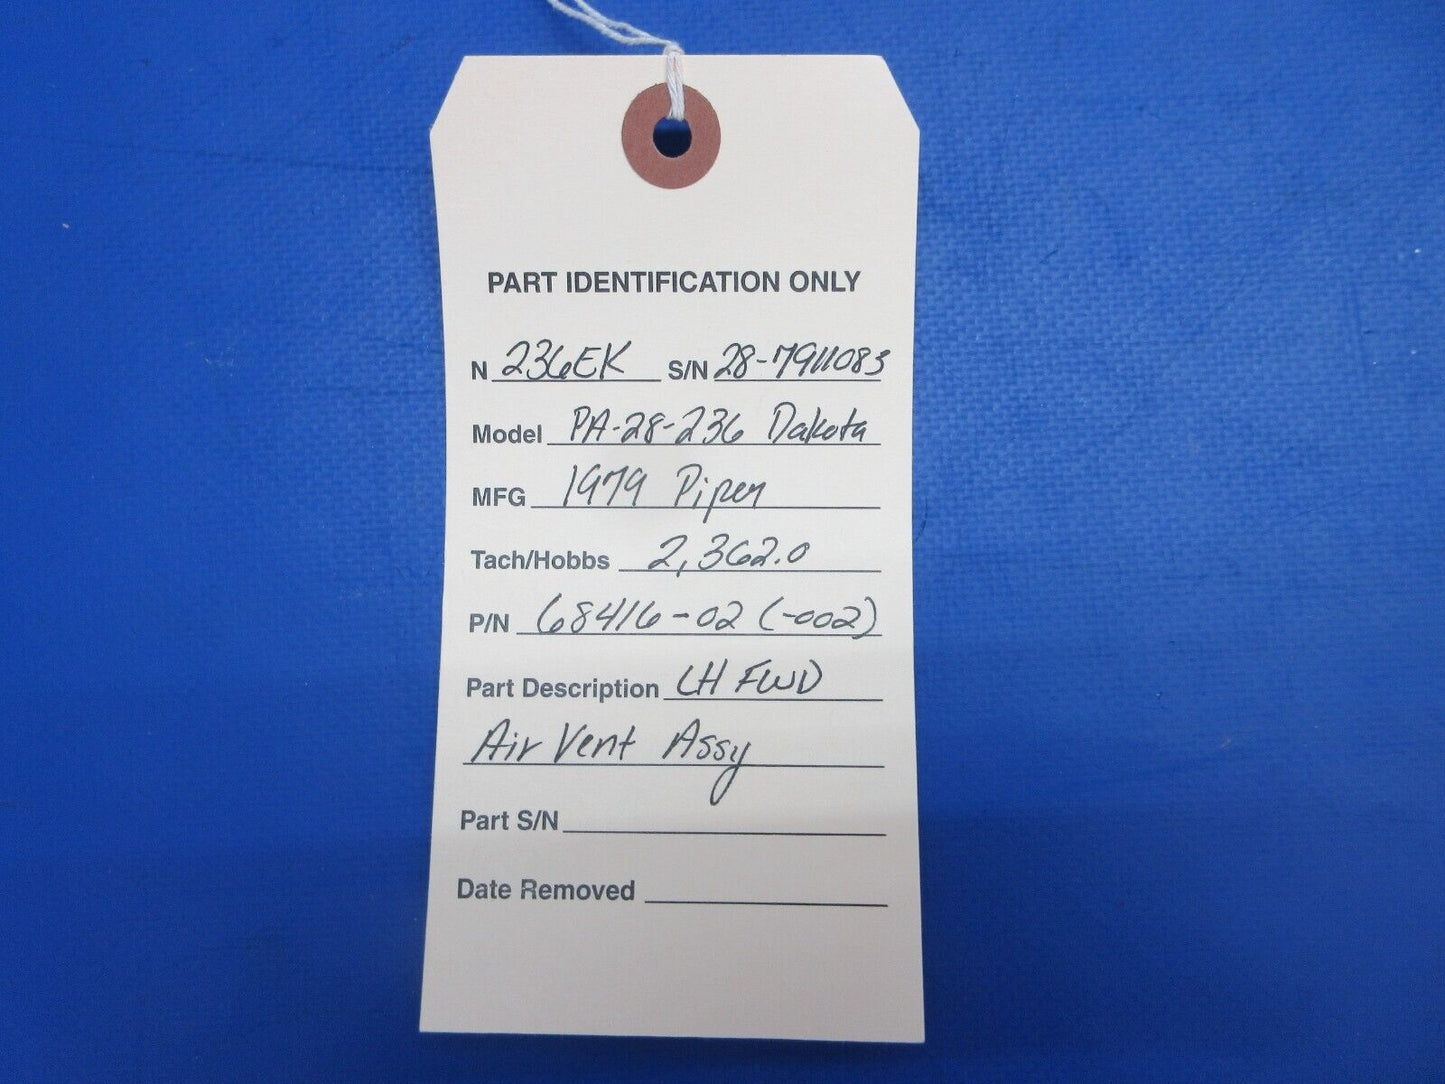 PART IDENTIFICATION ONLY
N 236EK S/N 28-7911083
Model PA-28-236 Dakota
MFG 1979 Piper
Tach/Hobbs 2,362.0
P/N 68416-02 (-002)
Part Description LH FWD
Air Vent Assy
Part S/N
Date Removed